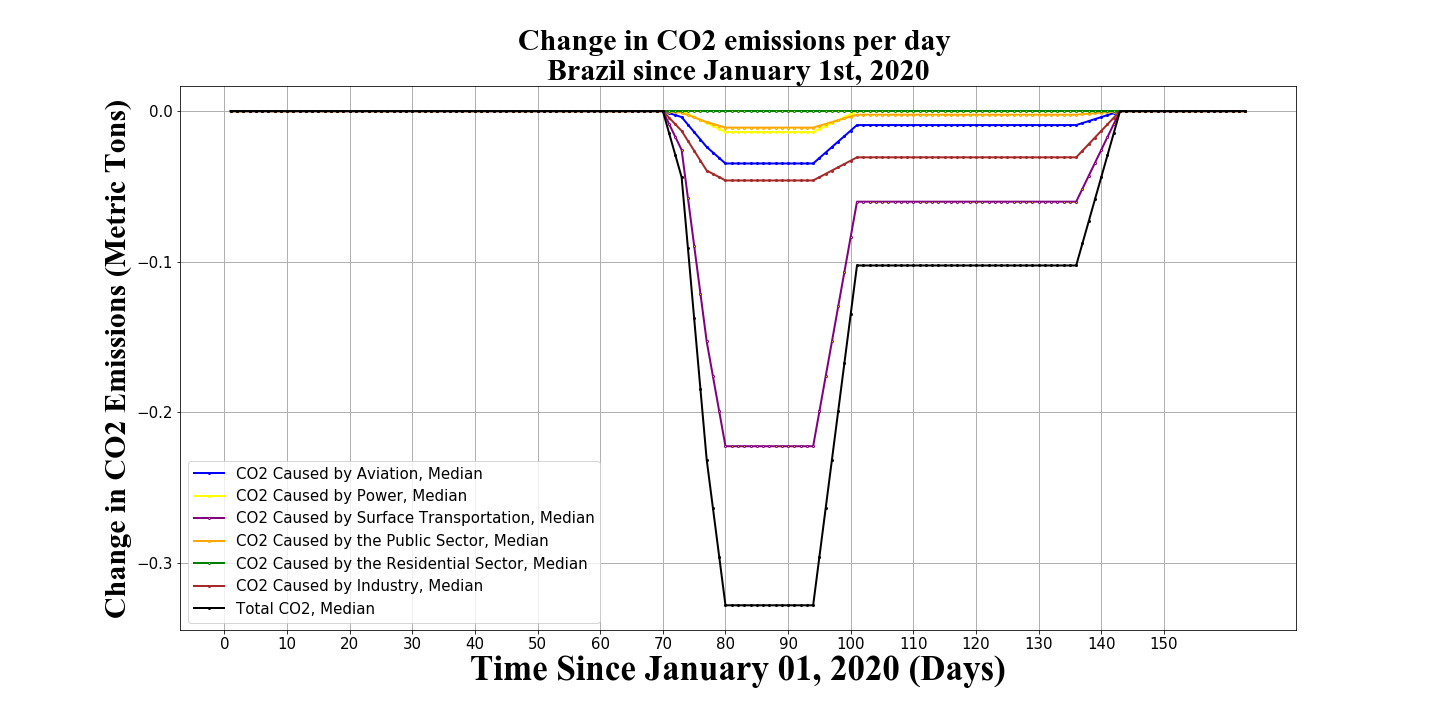 Change in CO2 emissions per day
Brazil since January 1st, 2020
Change in CO2 Emissions (Metric Tons)
0.0
−0.1
−0.2
−0.3
CO2 Caused by Aviation, Median
CO2 Caused by Power, Median
CO2 Caused by Surface Transportation, Median
CO2 Caused by the Public Sector, Median
CO2 Caused by the Residential Sector, Median
CO2 Caused by Industry, Median
Total CO2, Median
0 10 20 30 40 50 60 70 80 90 100 110 120 130 140 150
Time Since January 01, 2020 (Days)